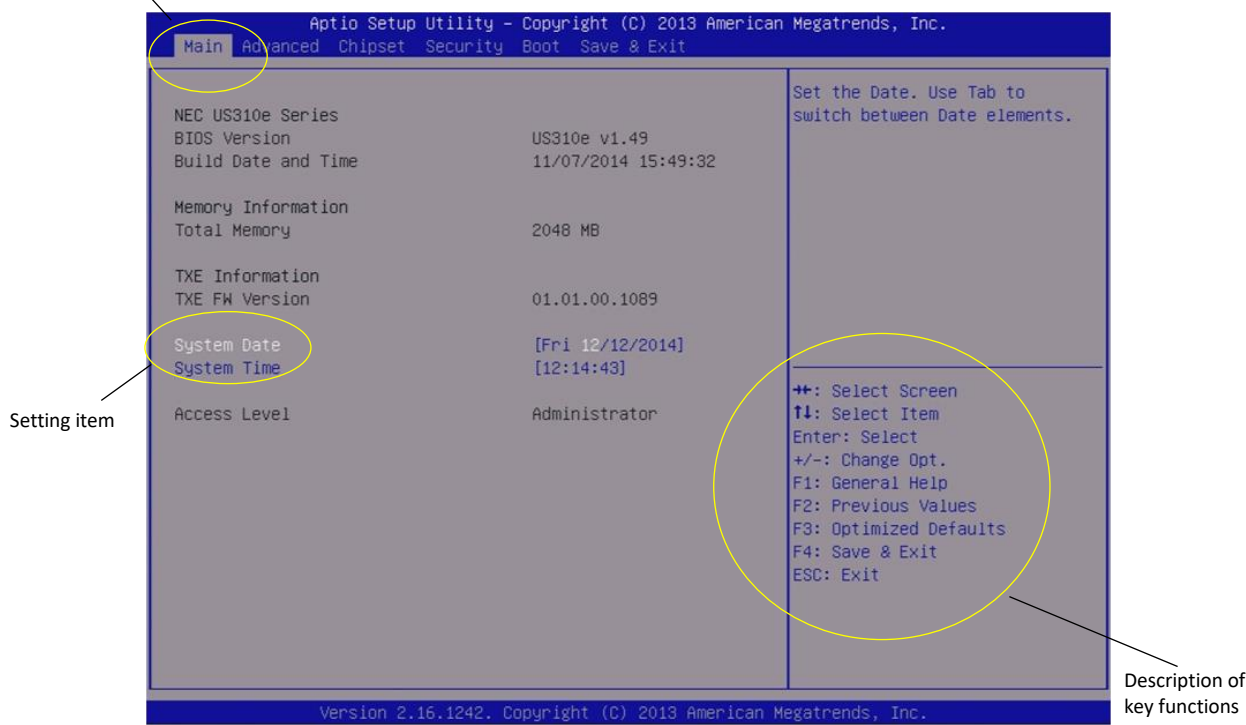 Aptio Setup Utility – Copyright (C) 2013 American Megatrends, Inc.
Main Advanced Chipset Security Boot Save & Exit
NEC US310e Series
BIOS Version US310e v1.49
Build Date and Time 11/07/2014 15:49:32
Memory Information
Total Memory 2048 MB
TXE Information
TXE FW Version 01.01.00.1089
System Date [Fri 12/12/2014]
System Time [12:14:43]
Access Level Administrator
Set the Date. Use Tab to
switch between Date elements.
→←: Select Screen
↑↓: Select Item
Enter: Select
+/-: Change Opt.
F1: General Help
F2: Previous Values
F3: Optimized Defaults
F4: Save & Exit
ESC: Exit
Version 2.16.1242. Copyright (C) 2013 American Megatrends, Inc.
Setting item
Description of
key functions